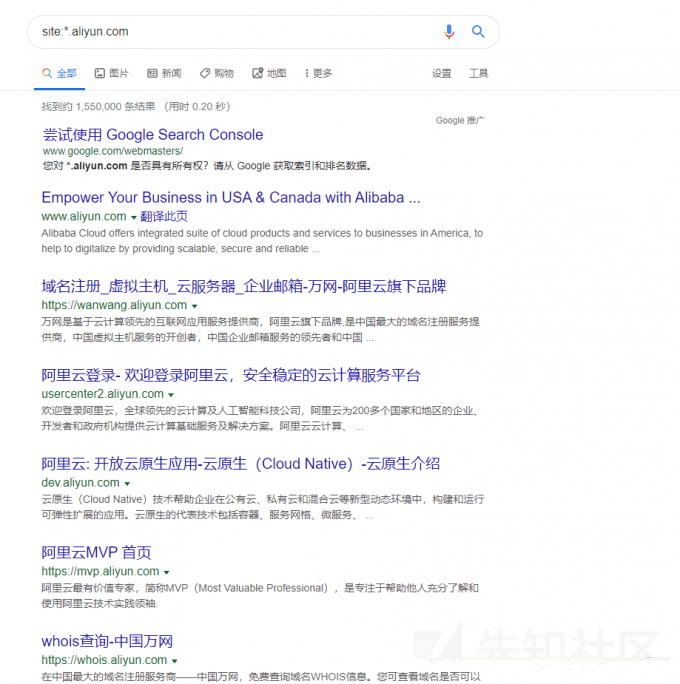 site:*.aliyun.com
全部 图片 新闻 购物 地图 更多 设置 工具
找到约 1,550,000 条结果 （用时 0.20 秒）
Google 推广
尝试使用 Google Search Console
www.google.com/webmasters/
您对 *.aliyun.com 是否具有所有权？请从 Google 获取索引和排名数据。
Empower Your Business in USA & Canada with Alibaba ...
www.aliyun.com 翻译此页
Alibaba Cloud offers integrated suite of cloud products and services to businesses in America, to
help to digitalize by providing scalable, secure and reliable ...
域名注册_虚拟主机_云服务器_企业邮箱-万网-阿里云旗下品牌
https://wanwang.aliyun.com
万网是基于云计算领先的互联网应用服务提供商，阿里云旗下品牌,是中国最大的域名注册服务提
供商，中国虚拟主机服务的开创者，中国企业邮箱服务的领先者和中国 ...
阿里云登录- 欢迎登录阿里云，安全稳定的云计算服务平台
usercenter2.aliyun.com
欢迎登录阿里云，全球领先的云计算及人工智能科技公司，阿里云为200多个国家和地区的企业、
开发者和政府机构提供云计算基础服务及解决方案。阿里云云计算、 ...
阿里云: 开放云原生应用-云原生（Cloud Native）-云原生介绍
dev.aliyun.com
云原生（Cloud Native）技术帮助企业在公有云、私有云和混合云等新型动态环境中，构建和运行
可弹性扩展的应用。云原生的代表技术包括容器、服务网格、微服务、 ...
阿里云MVP 首页
https://mvp.aliyun.com
阿里云最有价值专家，简称MVP（Most Valuable Professional），是专注于帮助他人充分了解和
使用阿里云技术实践领袖.
whois查询-中国万网
https://whois.aliyun.com
在中国最大的域名注册服务商——中国万网，免费查询域名WHOIS信息。您可查看域名是否可以
先知社区